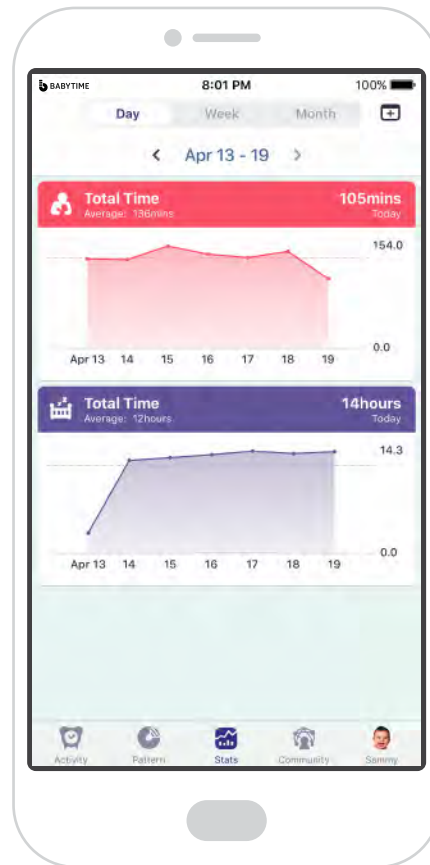 BABYTIME 8:01 PM 100%
Day Week Month
< Apr 13 - 19 >
Total Time 105mins
Average: 136mins Today
154.0
0.0
Apr 13 14 15 16 17 18 19
Total Time 14hours
Average: 12hours Today
14.3
0.0
Apr 13 14 15 16 17 18 19
Activity Pattern Stats Community Sammy